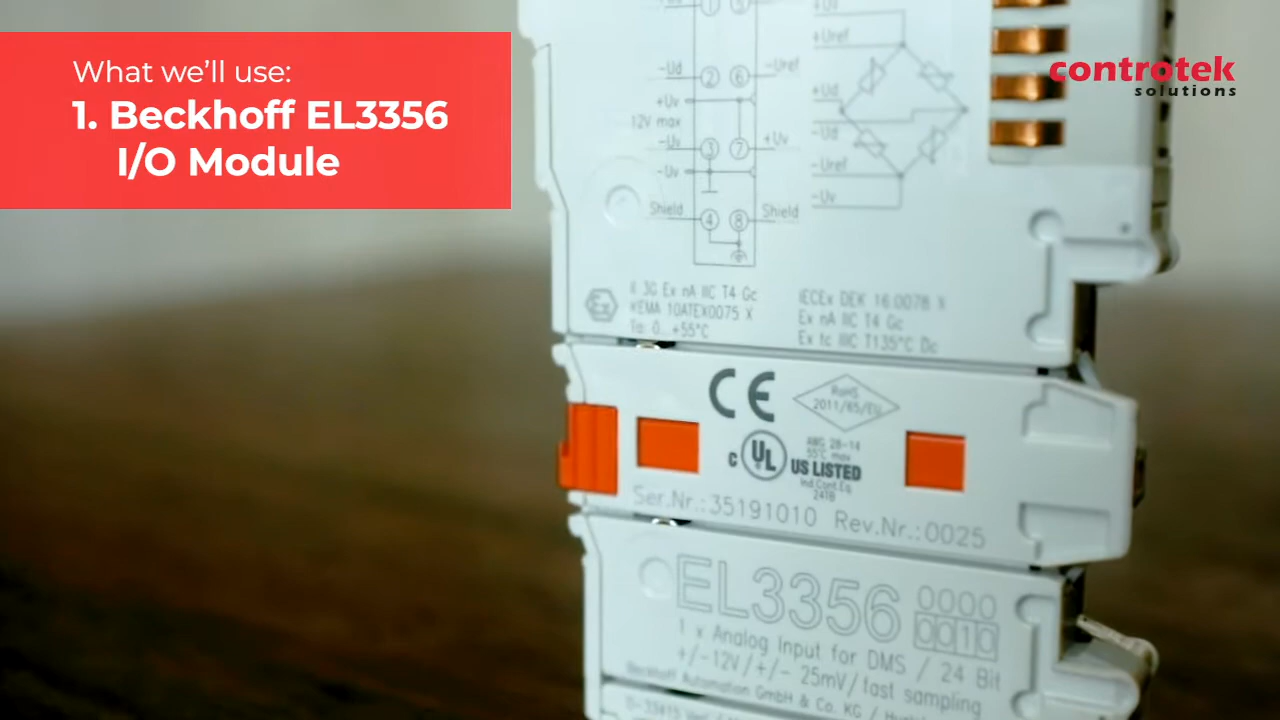 What we'll use:
1. Beckhoff EL3356
I/O Module
controtek
solutions
+Uref
-Ud
2
6
-Uref
+Uv
12V max
+Ud
-Ud
-Uv
3
7
+Uv
-Uref
-Uv
-Uv
Shield
4
8
Shield
Ex
II 3G Ex nA IIC T4 Gc
KEMA 10ATEX0075 X
Ta: 0...+55°C
IECEx DEK 16.0078 X
Ex nA IIC T4 Gc
Ex tc IIIC T135°C Dc
CE
RoHS
2011/65/EU
c UL US LISTED
AWG 28-14
55°C max
Ind.Cont.Eq.
24TB
Ser.Nr.:35191010 Rev.Nr.:0025
EL3356 0000
0010
1 x Analog Input for DMS / 24 Bit
+/-12V/+/- 25mV/fast sampling
Beckhoff Automation GmbH & Co. KG /